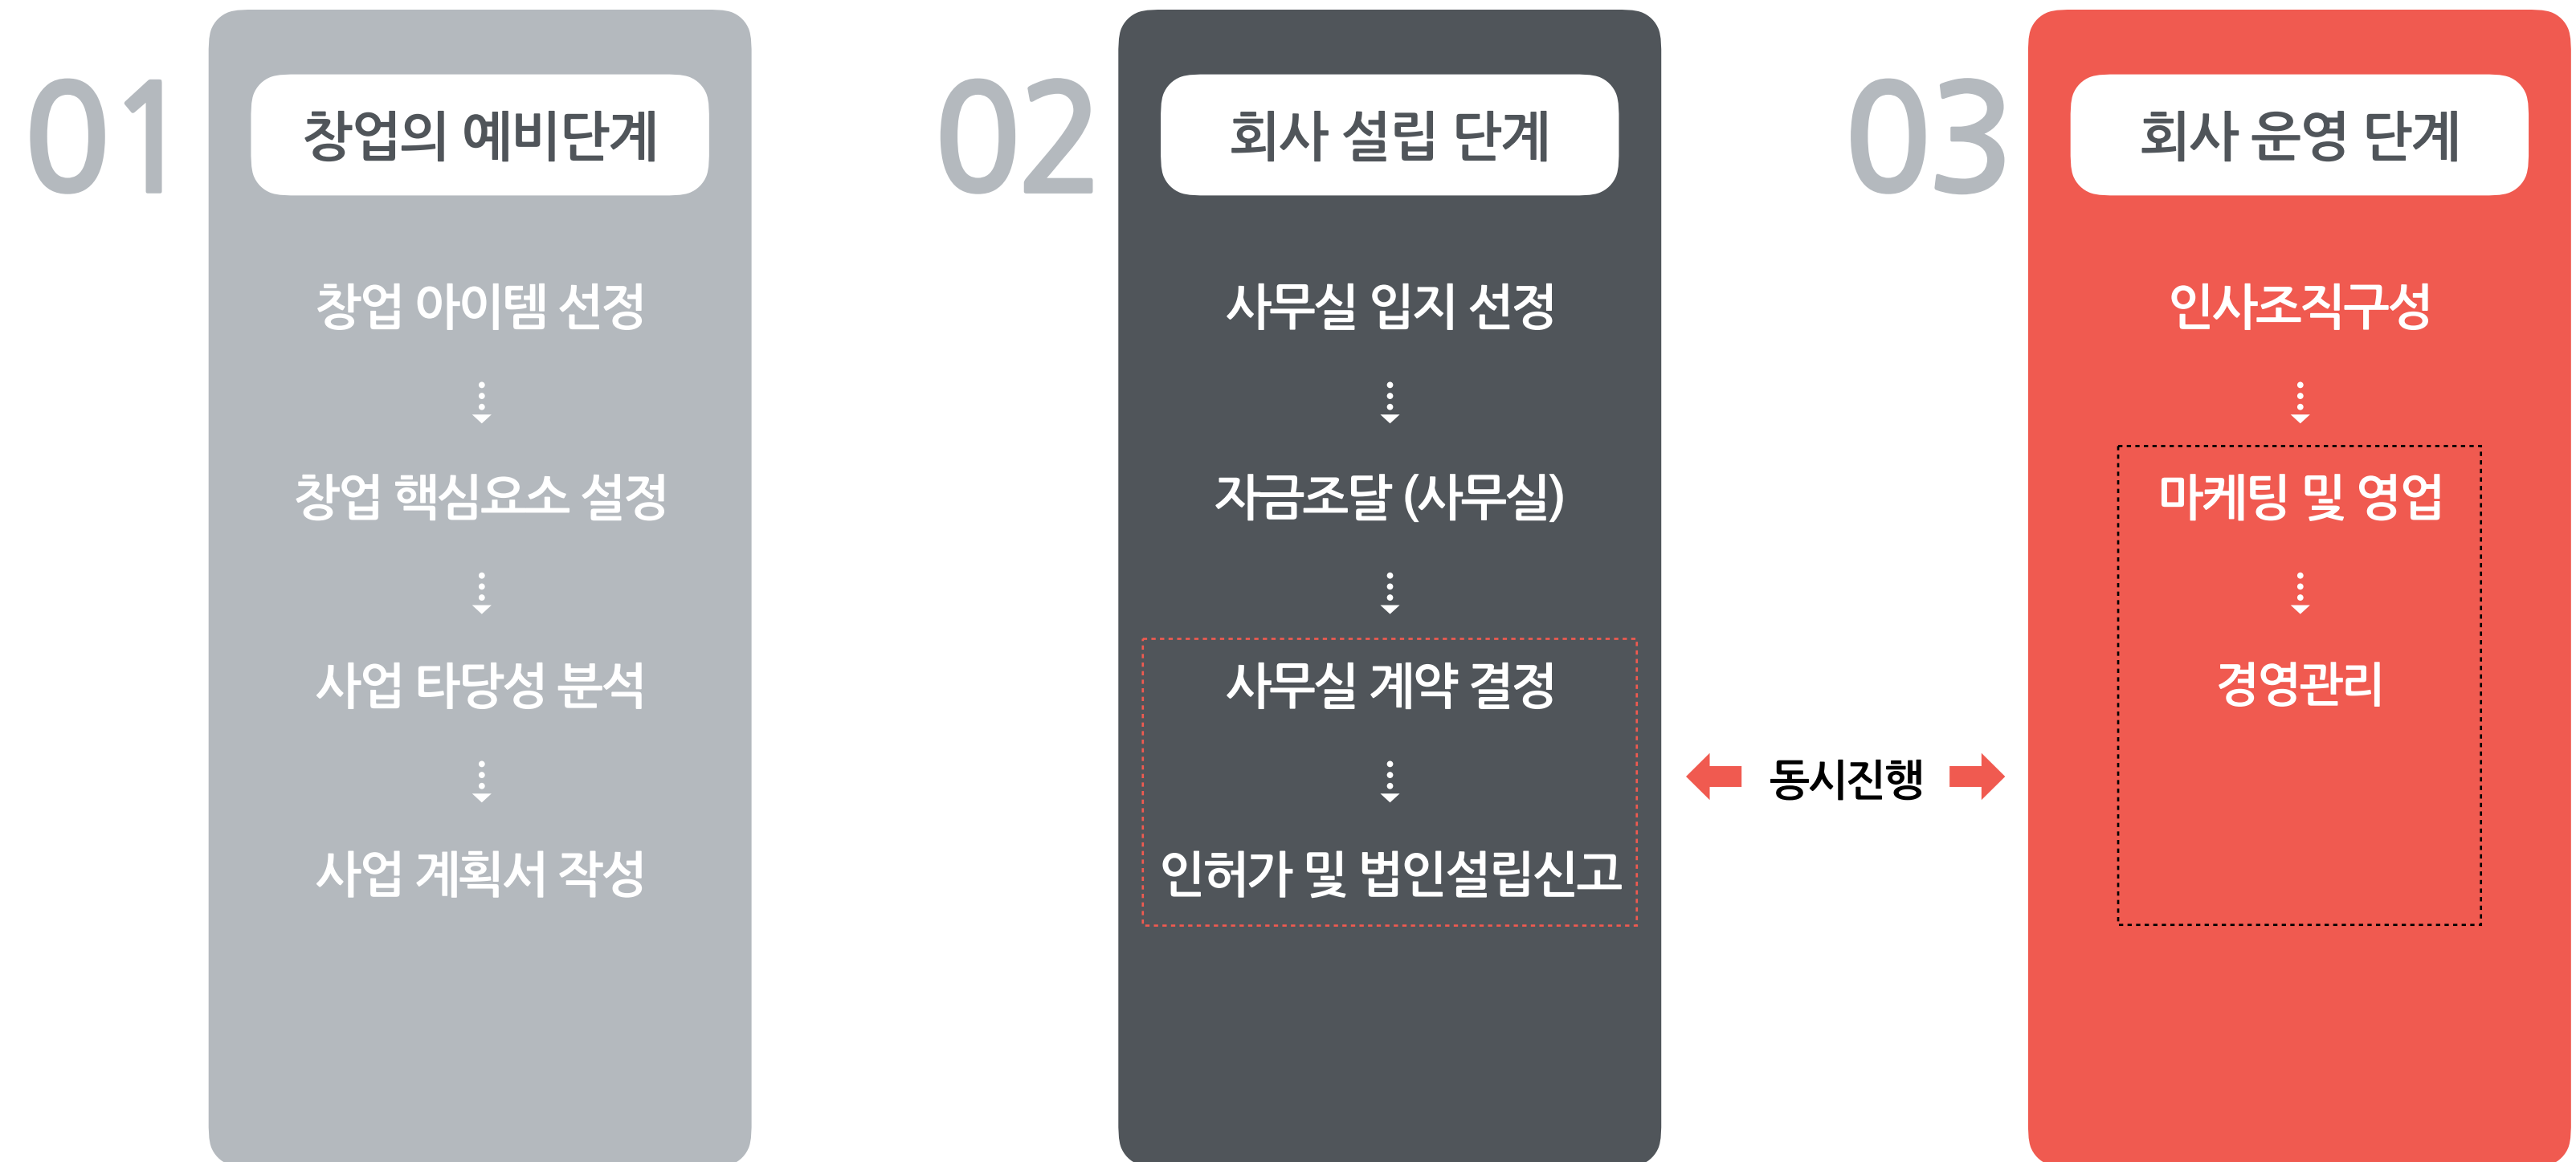 01
창업의 예비단계
창업 아이템 선정
창업 핵심요소 설정
사업 타당성 분석
사업 계획서 작성
02
회사 설립 단계
사무실 입지 선정
자금조달 (사무실)
사무실 계약 결정
인허가 및 법인설립신고
동시진행
03
회사 운영 단계
인사조직구성
마케팅 및 영업
경영관리